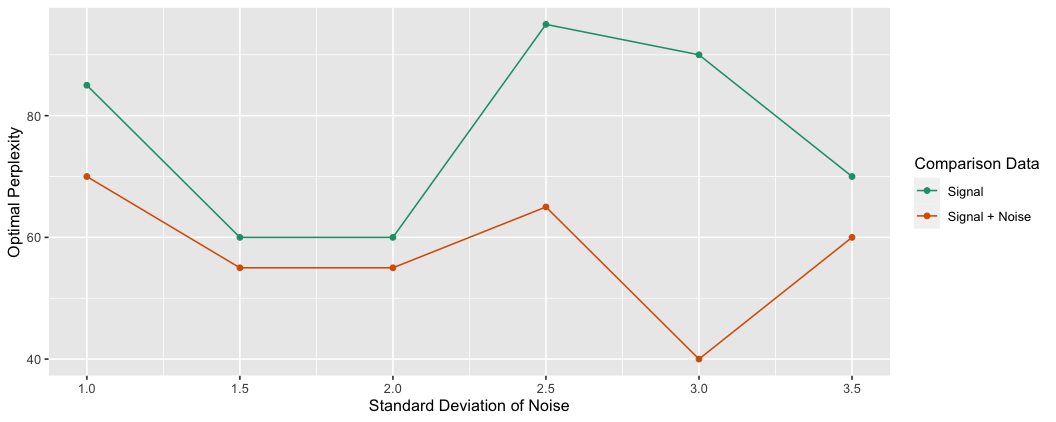 80
60
40
Optimal Perplexity
1.0
1.5
2.0
2.5
3.0
3.5
Standard Deviation of Noise
Comparison Data
Signal
Signal + Noise